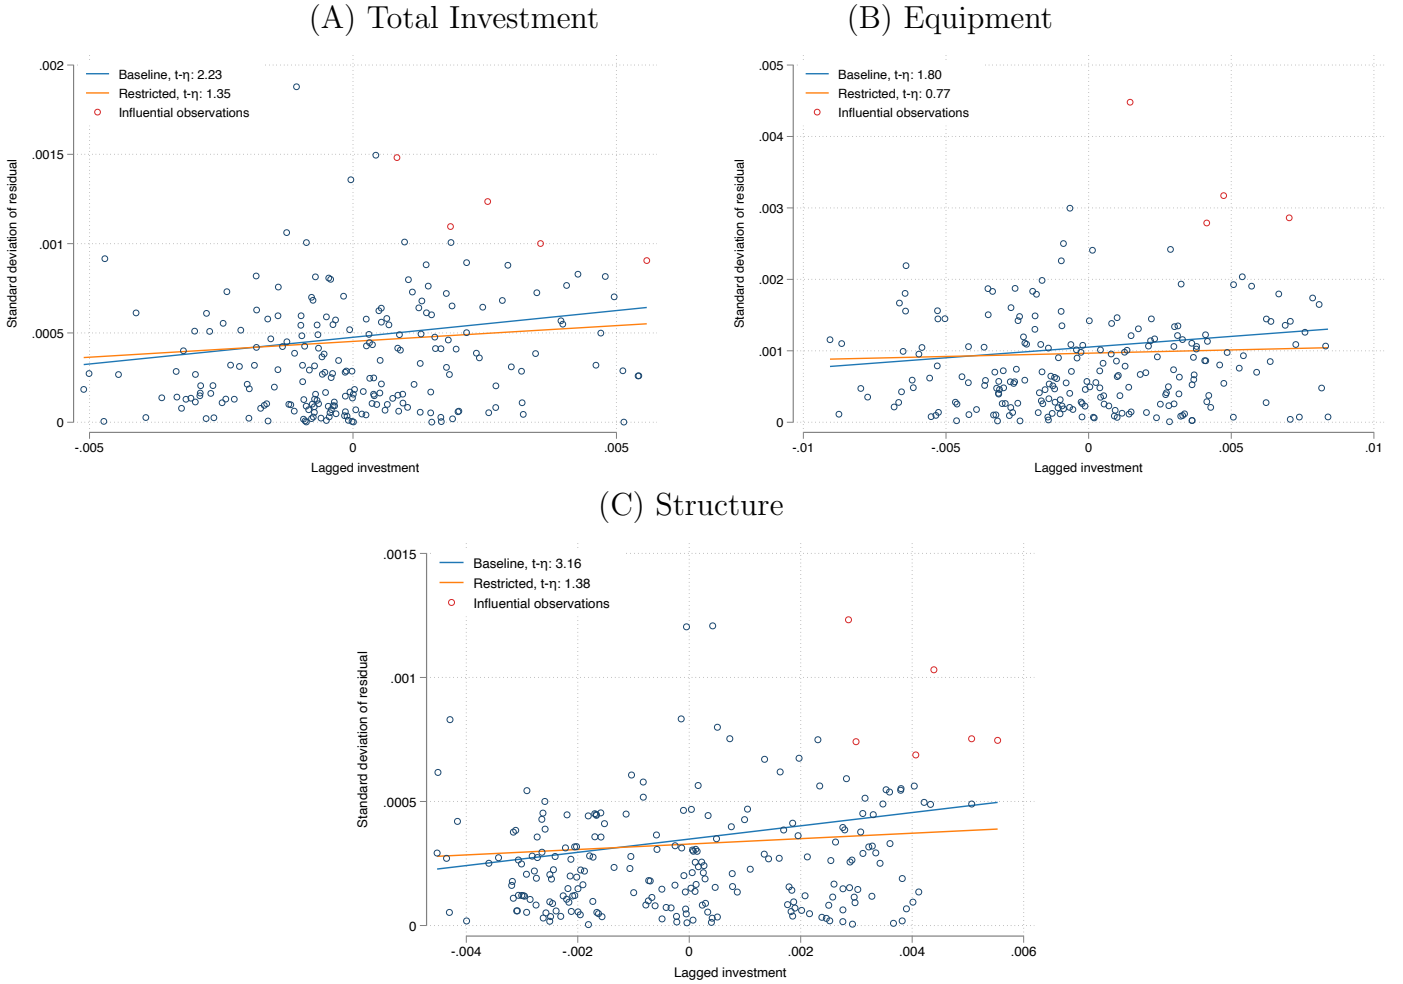 (A) Total Investment
Baseline, t-η: 2.23
Restricted, t-η: 1.35
Influential observations
Standard deviation of residual
.002
.0015
.001
.0005
0
-.005
0
.005
Lagged investment
(B) Equipment
Baseline, t-η: 1.80
Restricted, t-η: 0.77
Influential observations
Standard deviation of residual
.005
.004
.003
.002
.001
0
-.01
-.005
0
.005
.01
Lagged investment
(C) Structure
Baseline, t-η: 3.16
Restricted, t-η: 1.38
Influential observations
Standard deviation of residual
.0015
.001
.0005
0
-.004
-.002
0
.002
.004
.006
Lagged investment